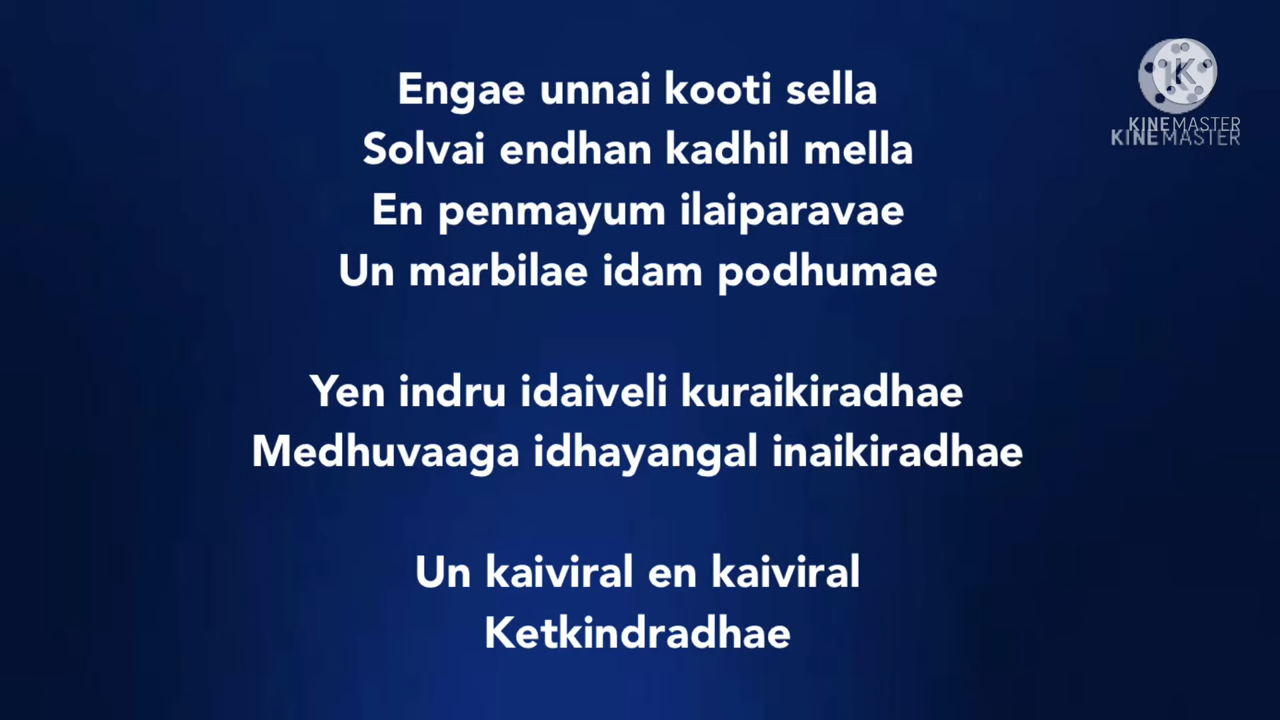 Engae unnai kooti sella
Solvai endhan kadhil mella
En penmayum ilaiparavae
Un marbilae idam podhumae
Yen indru idaiveli kuraikiradhae
Medhuvaaga idhayangal inaikiradhae
Un kaiviral en kaiviral
Ketkindradhae
K
KINEMASTER
KINEMASTER